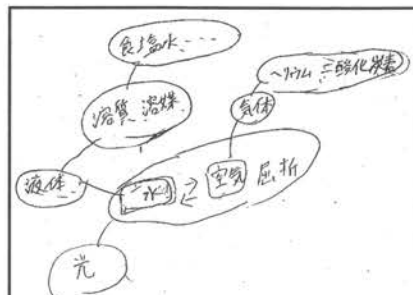 食塩水……
ヘリウム 二酸化炭素
溶質 溶媒
気体
液体
水 ⇄ 空気 屈折
光